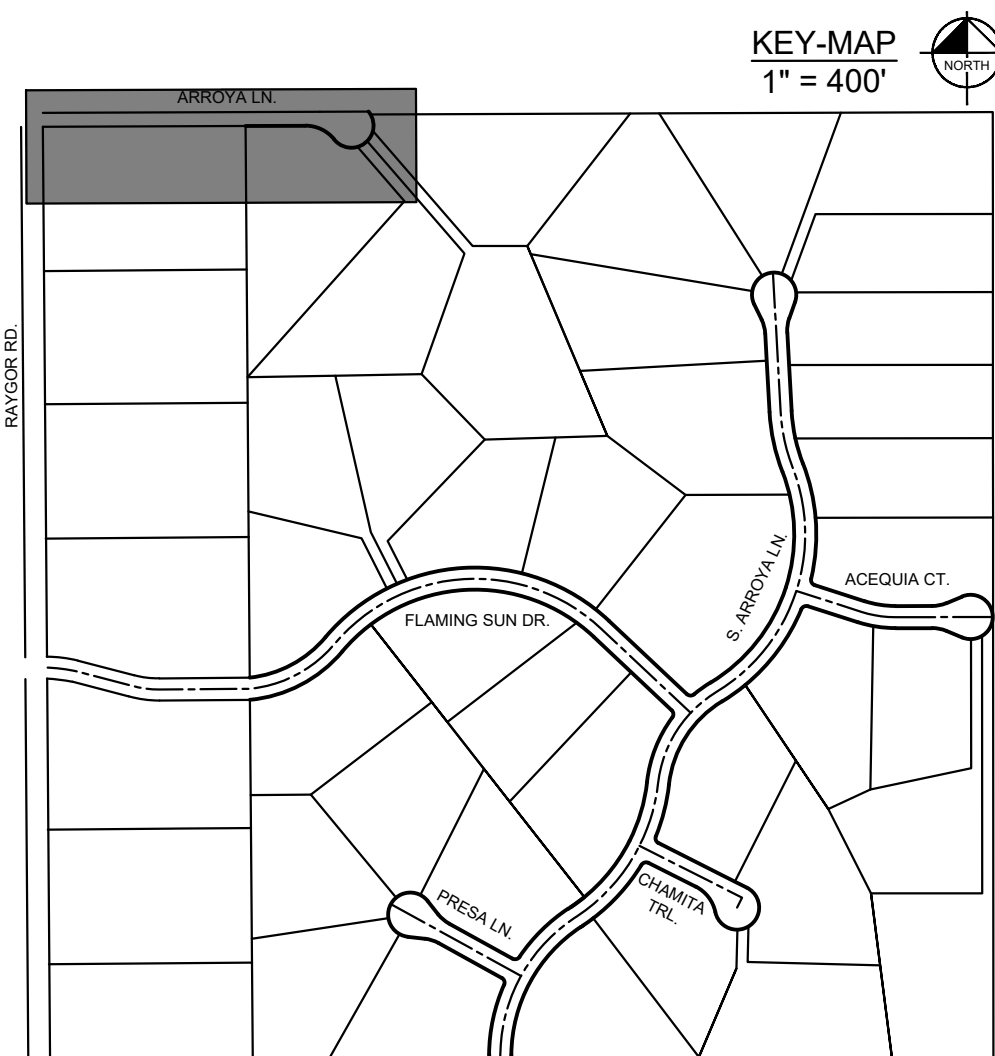 KEY-MAP
1" = 400'
NORTH
ARROYA LN.
RAYGOR RD.
S. ARROYA LN.
ACEQUIA CT.
FLAMING SUN DR.
CHAMITA
TRL.
PRESA LN.